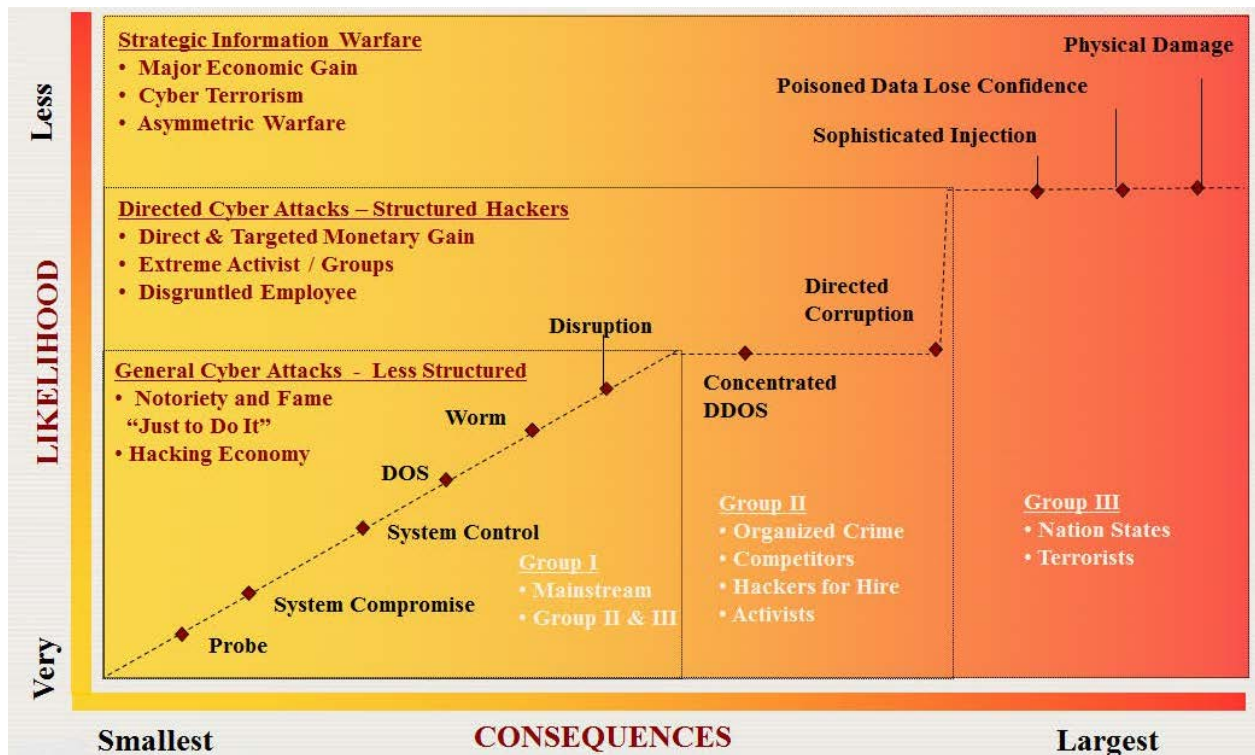 Strategic Information Warfare
• Major Economic Gain
• Cyber Terrorism
• Asymmetric Warfare
Physical Damage
Poisoned Data Lose Confidence
Sophisticated Injection
Less
Directed Cyber Attacks – Structured Hackers
• Direct & Targeted Monetary Gain
• Extreme Activist / Groups
• Disgruntled Employee
Directed
Corruption
Disruption
LIKELIHOOD
General Cyber Attacks - Less Structured
• Notoriety and Fame
“Just to Do It”
• Hacking Economy
Concentrated
DDOS
Worm
DOS
System Control
System Compromise
Probe
Group I
• Mainstream
• Group II & III
Group II
• Organized Crime
• Competitors
• Hackers for Hire
• Activists
Group III
• Nation States
• Terrorists
Very
Smallest
CONSEQUENCES
Largest